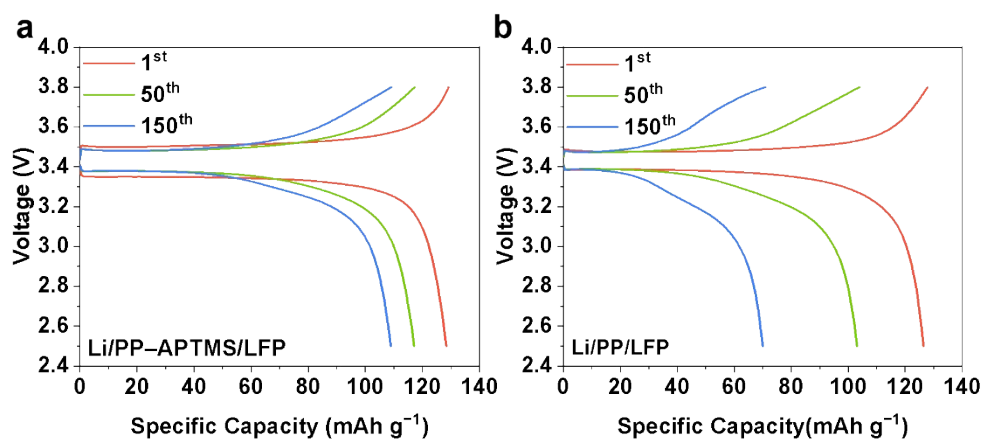 a
4.0
3.8
3.6
3.4
3.2
3.0
2.8
2.6
2.4
Voltage (V)
1st
50th
150th
Li/PP–APTMS/LFP
0 20 40 60 80 100 120 140
Specific Capacity (mAh g⁻¹)
b
4.0
3.8
3.6
3.4
3.2
3.0
2.8
2.6
2.4
Voltage (V)
1st
50th
150th
Li/PP/LFP
0 20 40 60 80 100 120 140
Specific Capacity(mAh g⁻¹)